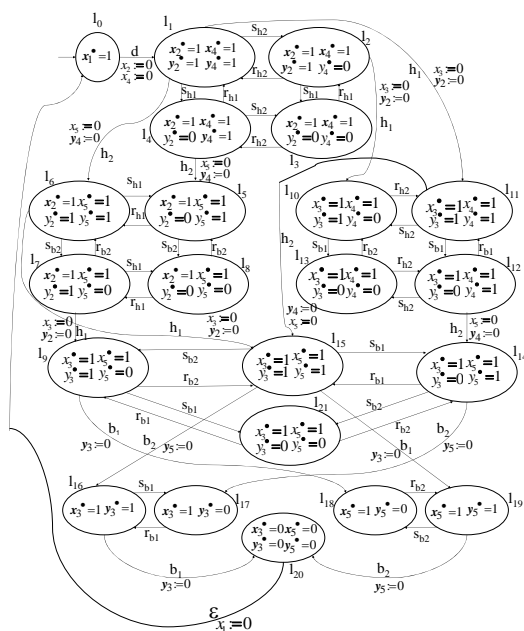 l0
x1 =1
d
x2 :=0
x4 :=0
l1
x2 =1 x4 =1
y2 =1 y4 =1
sh2
rh2
l2
x2 =1 x4 =1
y2 =1 y4 =0
sh1
rh1
sh1
rh1
l4
x2 =1 x4 =1
y2 =0 y4 =1
sh2
rh2
l3
x2 =1 x4 =1
y2 =0 y4 =0
x3 :=0
y2 :=0
h1
h1
x3 :=0
y2 :=0
x5 :=0
y4 :=0
h2
h2
x5 :=0
y4 :=0
l6
x2 =1 x5 =1
y2 =1 y5 =1
sh1
rh1
l5
x2 =1 x5 =1
y2 =0 y5 =1
l10
x3 =1 x4 =1
y3 =1 y4 =0
rh2
sh2
l11
x3 =1 x4 =1
y3 =1 y4 =1
sb2
rb2
sb2
rb2
h2
sb1
rb1
sb1
rb1
l7
x2 =1 x5 =1
y2 =1 y5 =0
sh1
rh1
l8
x2 =1 x5 =1
y2 =0 y5 =0
l13
x3 =1 x4 =1
y3 =0 y4 =0
rh2
sh2
l12
x3 =1 x4 =1
y3 =0 y4 =1
x3 :=0
y2 :=0
h1
h1
x3 :=0
y2 :=0
y4 :=0
x5 :=0
h2
x5 :=0
y4 :=0
l9
x3 =1 x5 =1
y3 =1 y5 =0
sb2
rb2
l15
x3 =1 x5 =1
y3 =1 y5 =1
sb1
rb1
l14
x3 =1 x5 =1
y3 =0 y5 =1
sb1
rb1
l21
x3 =1 x5 =1
y3 =0 y5 =0
sb2
rb2
b1
y3 :=0
b2 y5 :=0
b1
y3 :=0
b2
y5 :=0
l16
x3 =1 y3 =1
sb1
rb1
l17
x3 =1 y3 =0
l18
x5 =1 y5 =0
rb2
sb2
l19
x5 =1 y5 =1
x3 =0 x5 =0
y3 =0 y5 =0
l20
b1
y3 :=0
b2
y5 :=0
ε
x1 :=0